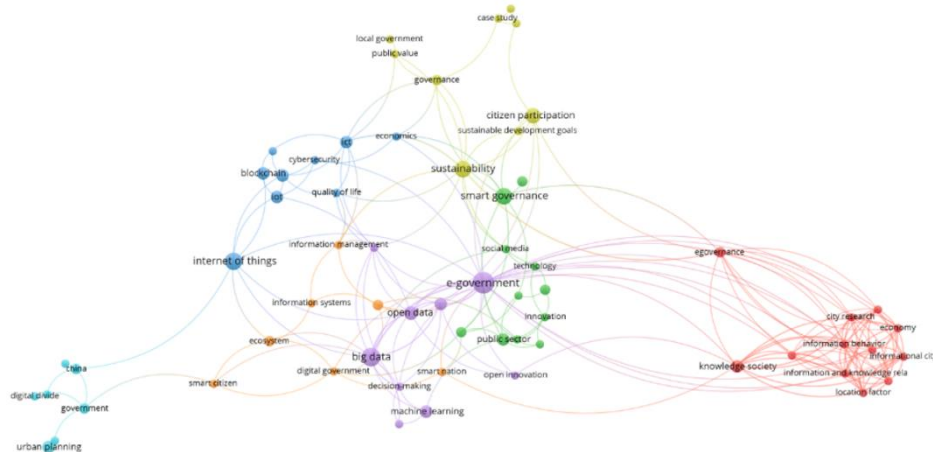 case study
local government
public value
governance
citizen participation
sustainable development goals
economics
ict
cybersecurity
sustainability
blockchain
quality of life
iot
smart governance
information management
social media
egovernance
internet of things
technology
e-government
information systems
open data
innovation
city research
economy
public sector
ecosystem
information behavior
big data
informational cit
china
knowledge society
digital government
smart nation
open innovation
information and knowledge rela
smart citizen
decision-making
location factor
digital divide
government
machine learning
urban planning